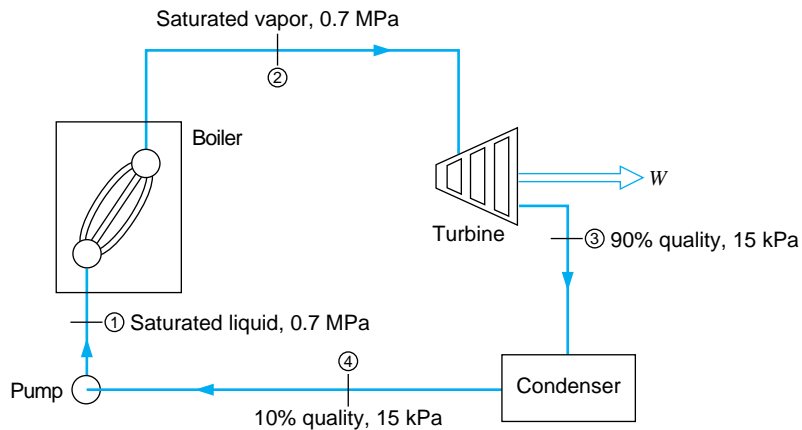 Saturated vapor, 0.7 MPa
②
Boiler
W
Turbine
③ 90% quality, 15 kPa
① Saturated liquid, 0.7 MPa
④
Pump
Condenser
10% quality, 15 kPa